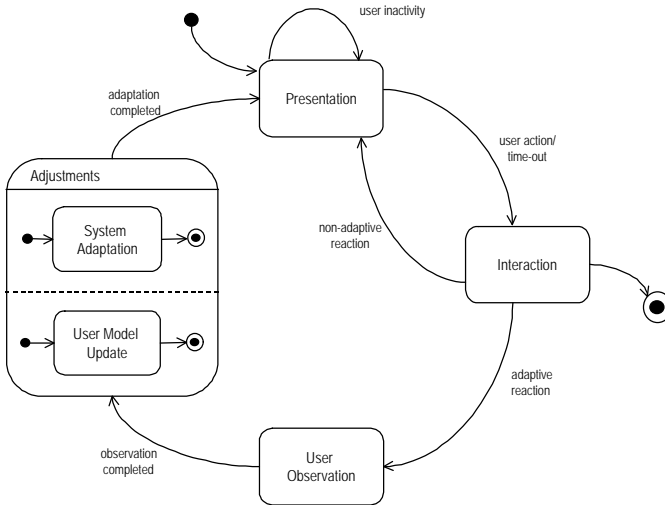 user inactivity
Presentation
adaptation
completed
user action/
time-out
Adjustments
System
Adaptation
non-adaptive
reaction
Interaction
User Model
Update
adaptive
reaction
observation
completed
User
Observation